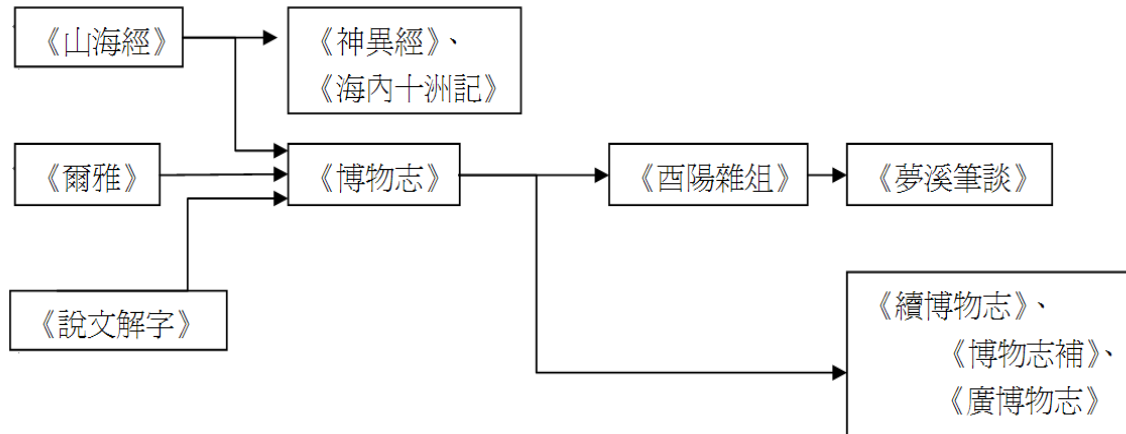 《山海經》
《神異經》、
《海內十洲記》
《爾雅》
《博物志》
《酉陽雜俎》
《夢溪筆談》
《說文解字》
《續博物志》、
《博物志補》、
《廣博物志》